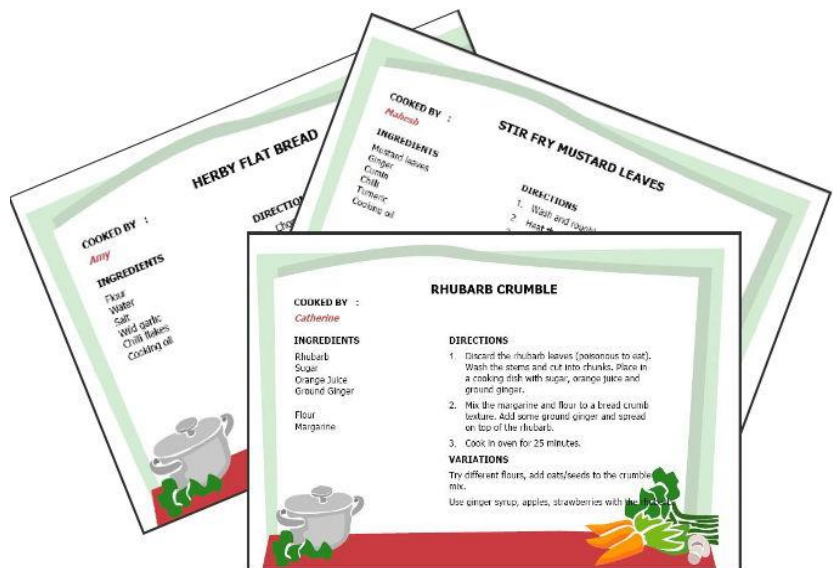 HERBY FLAT BREAD
COOKED BY :
Amy
INGREDIENTS
Flour
Water
Salt
Wild garlic
Chilli flakes
Cooking oil
STIR FRY MUSTARD LEAVES
COOKED BY :
Mahesh
INGREDIENTS
Mustard leaves
Ginger
Cumin
Chilli
Tumeric
Cooking oil
DIRECTIONS
1. Wash and
2. Heat
RHUBARB CRUMBLE
COOKED BY :
Catherine
INGREDIENTS
Rhubarb
Sugar
Orange Juice
Ground Ginger
Flour
Margarine
DIRECTIONS
1. Discard the rhubarb leaves (poisonous to eat).
Wash the stems and cut into chunks. Place in
a cooking dish with sugar, orange juice and
ground ginger.
2. Mix the margarine and flour to a bread crumb
texture. Add some ground ginger and spread
on top of the rhubarb.
3. Cook in oven for 25 minutes.
VARIATIONS
Try different flours, add oats/seeds to the crumble
mix.
Use ginger syrup, apples, strawberries with the